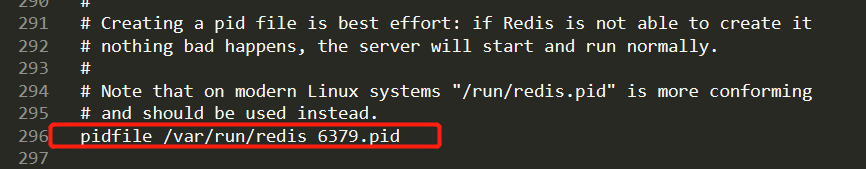 290 #
291 # Creating a pid file is best effort: if Redis is not able to create it
292 # nothing bad happens, the server will start and run normally.
293 #
294 # Note that on modern Linux systems "/run/redis.pid" is more conforming
295 # and should be used instead.
296 pidfile /var/run/redis 6379.pid
297